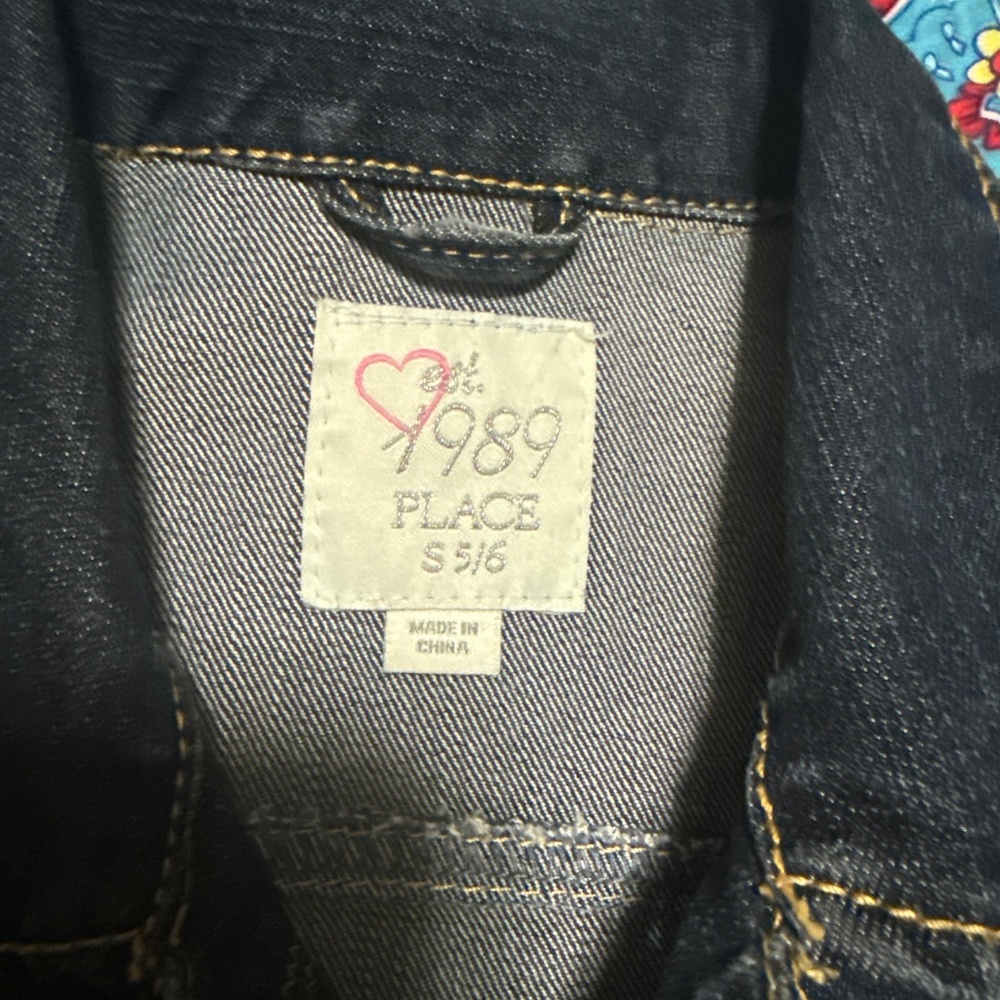 est.
1989
PLACE
S 5/6
MADE IN
CHINA